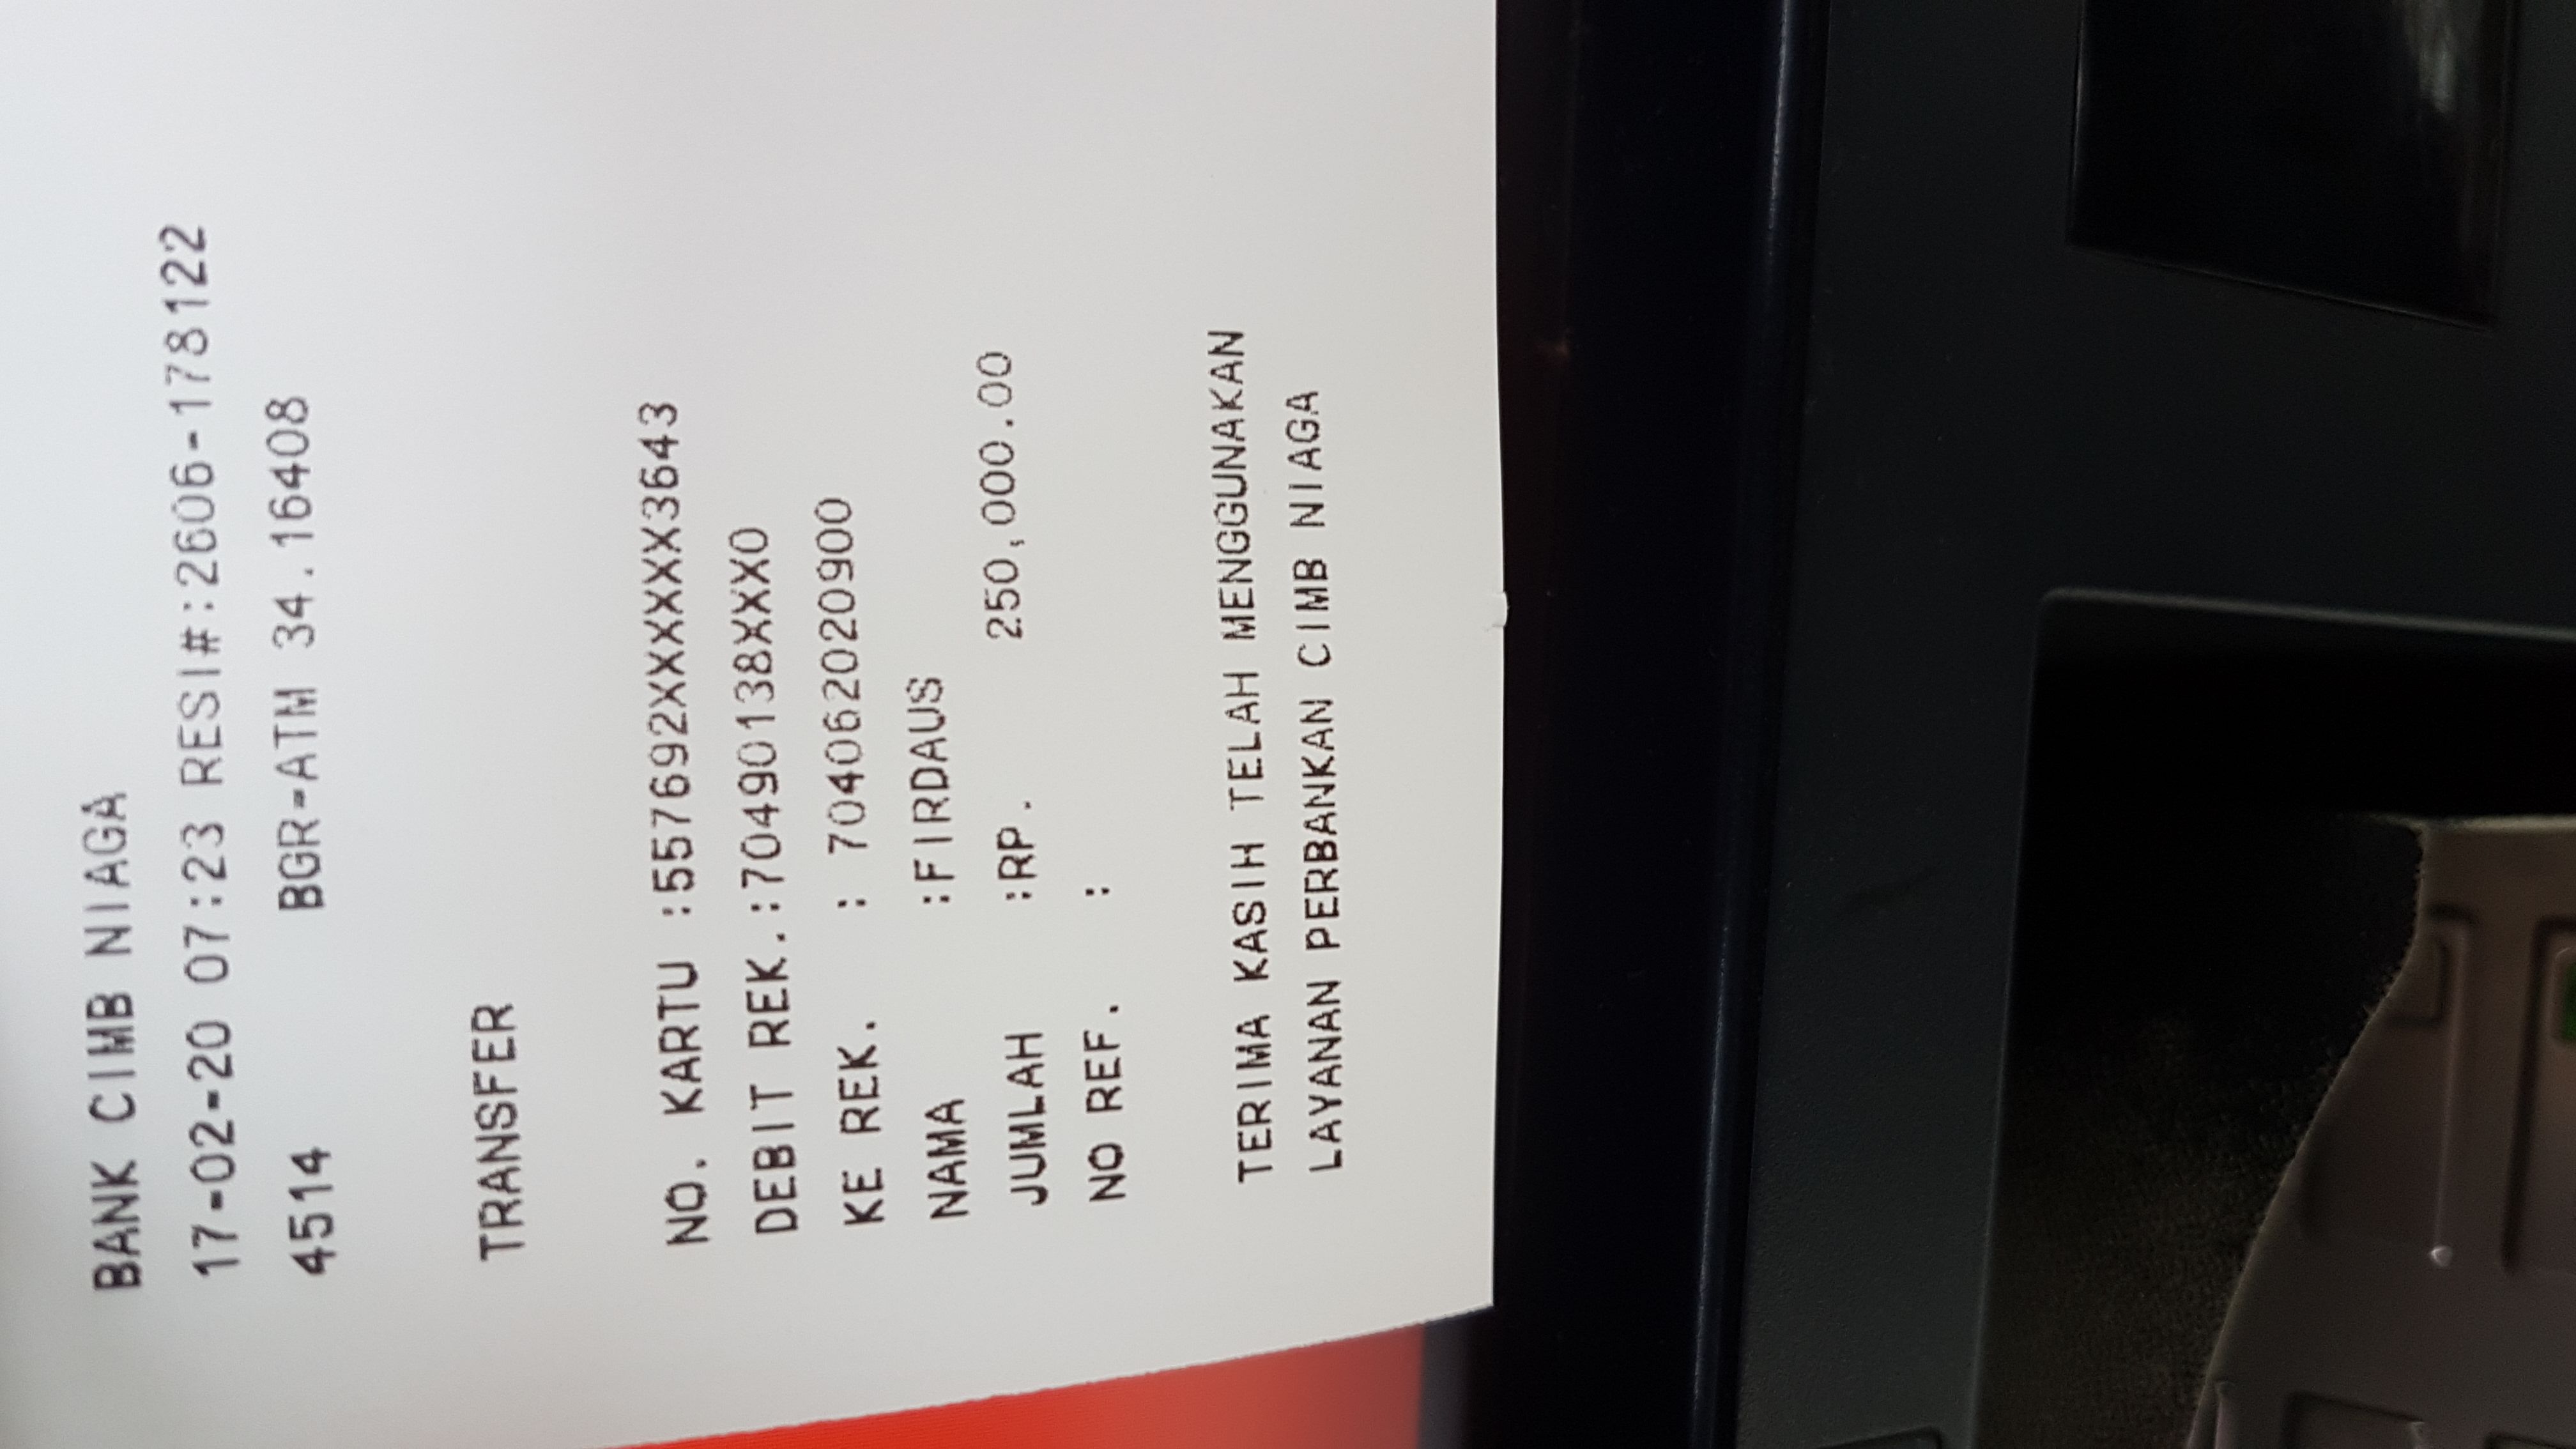 BANK CIMB NIAGA
17-02-20 07:23 RESI#:2606-178122
4514 BGR-ATM 34.16408
TRANSFER
NO. KARTU :557692XXXXXX3643
DEBIT REK.:70490138XXX0
KE REK. : 704062020900
NAMA :FIRDAUS
JUMLAH :RP. 250,000.00
NO REF. :
TERIMA KASIH TELAH MENGGUNAKAN
LAYANAN PERBANKAN CIMB NIAGA